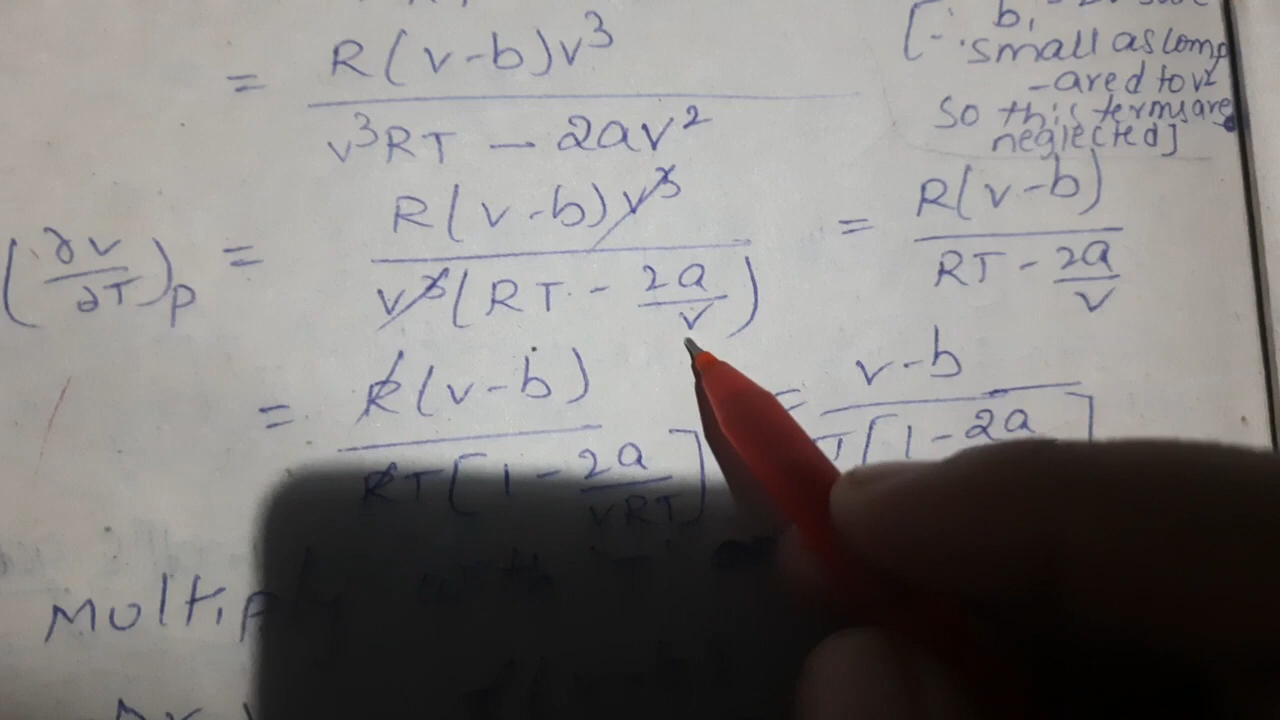 = R(v-b)v³ / v³RT - 2av²
[∵ b,
small as comp
-ared to v²
so this terms are
neglected]
(∂v/∂T)p = R(v-b)v³ / v³(RT - 2a/v) = R(v-b) / RT - 2a/v
= R(v-b) / RT[1 - 2a/vRT] = v-b / T[1 - 2a